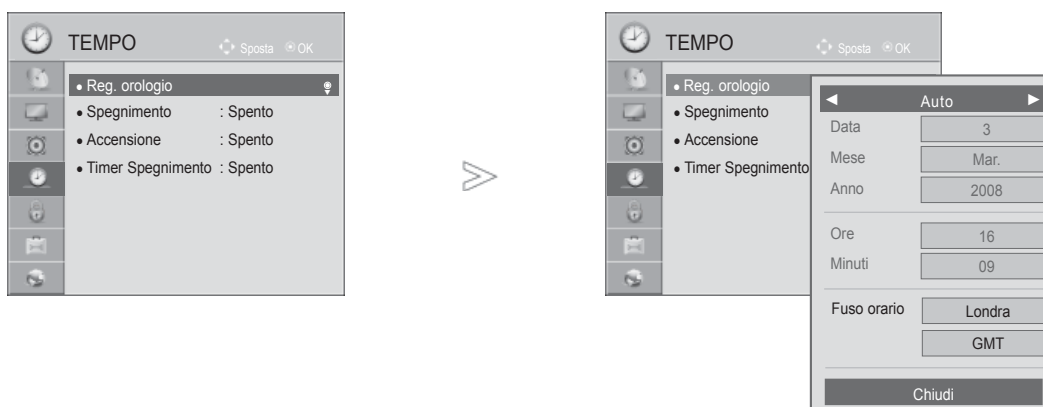 TEMPO
Sposta OK
• Reg. orologio
• Spegnimento : Spento
• Accensione : Spento
• Timer Spegnimento : Spento
TEMPO
Sposta OK
• Reg. orologio
• Spegnimento
• Accensione
• Timer Spegnimento
◄ Auto ►
Data 3
Mese Mar.
Anno 2008
Ore 16
Minuti 09
Fuso orario Londra
GMT
Chiudi